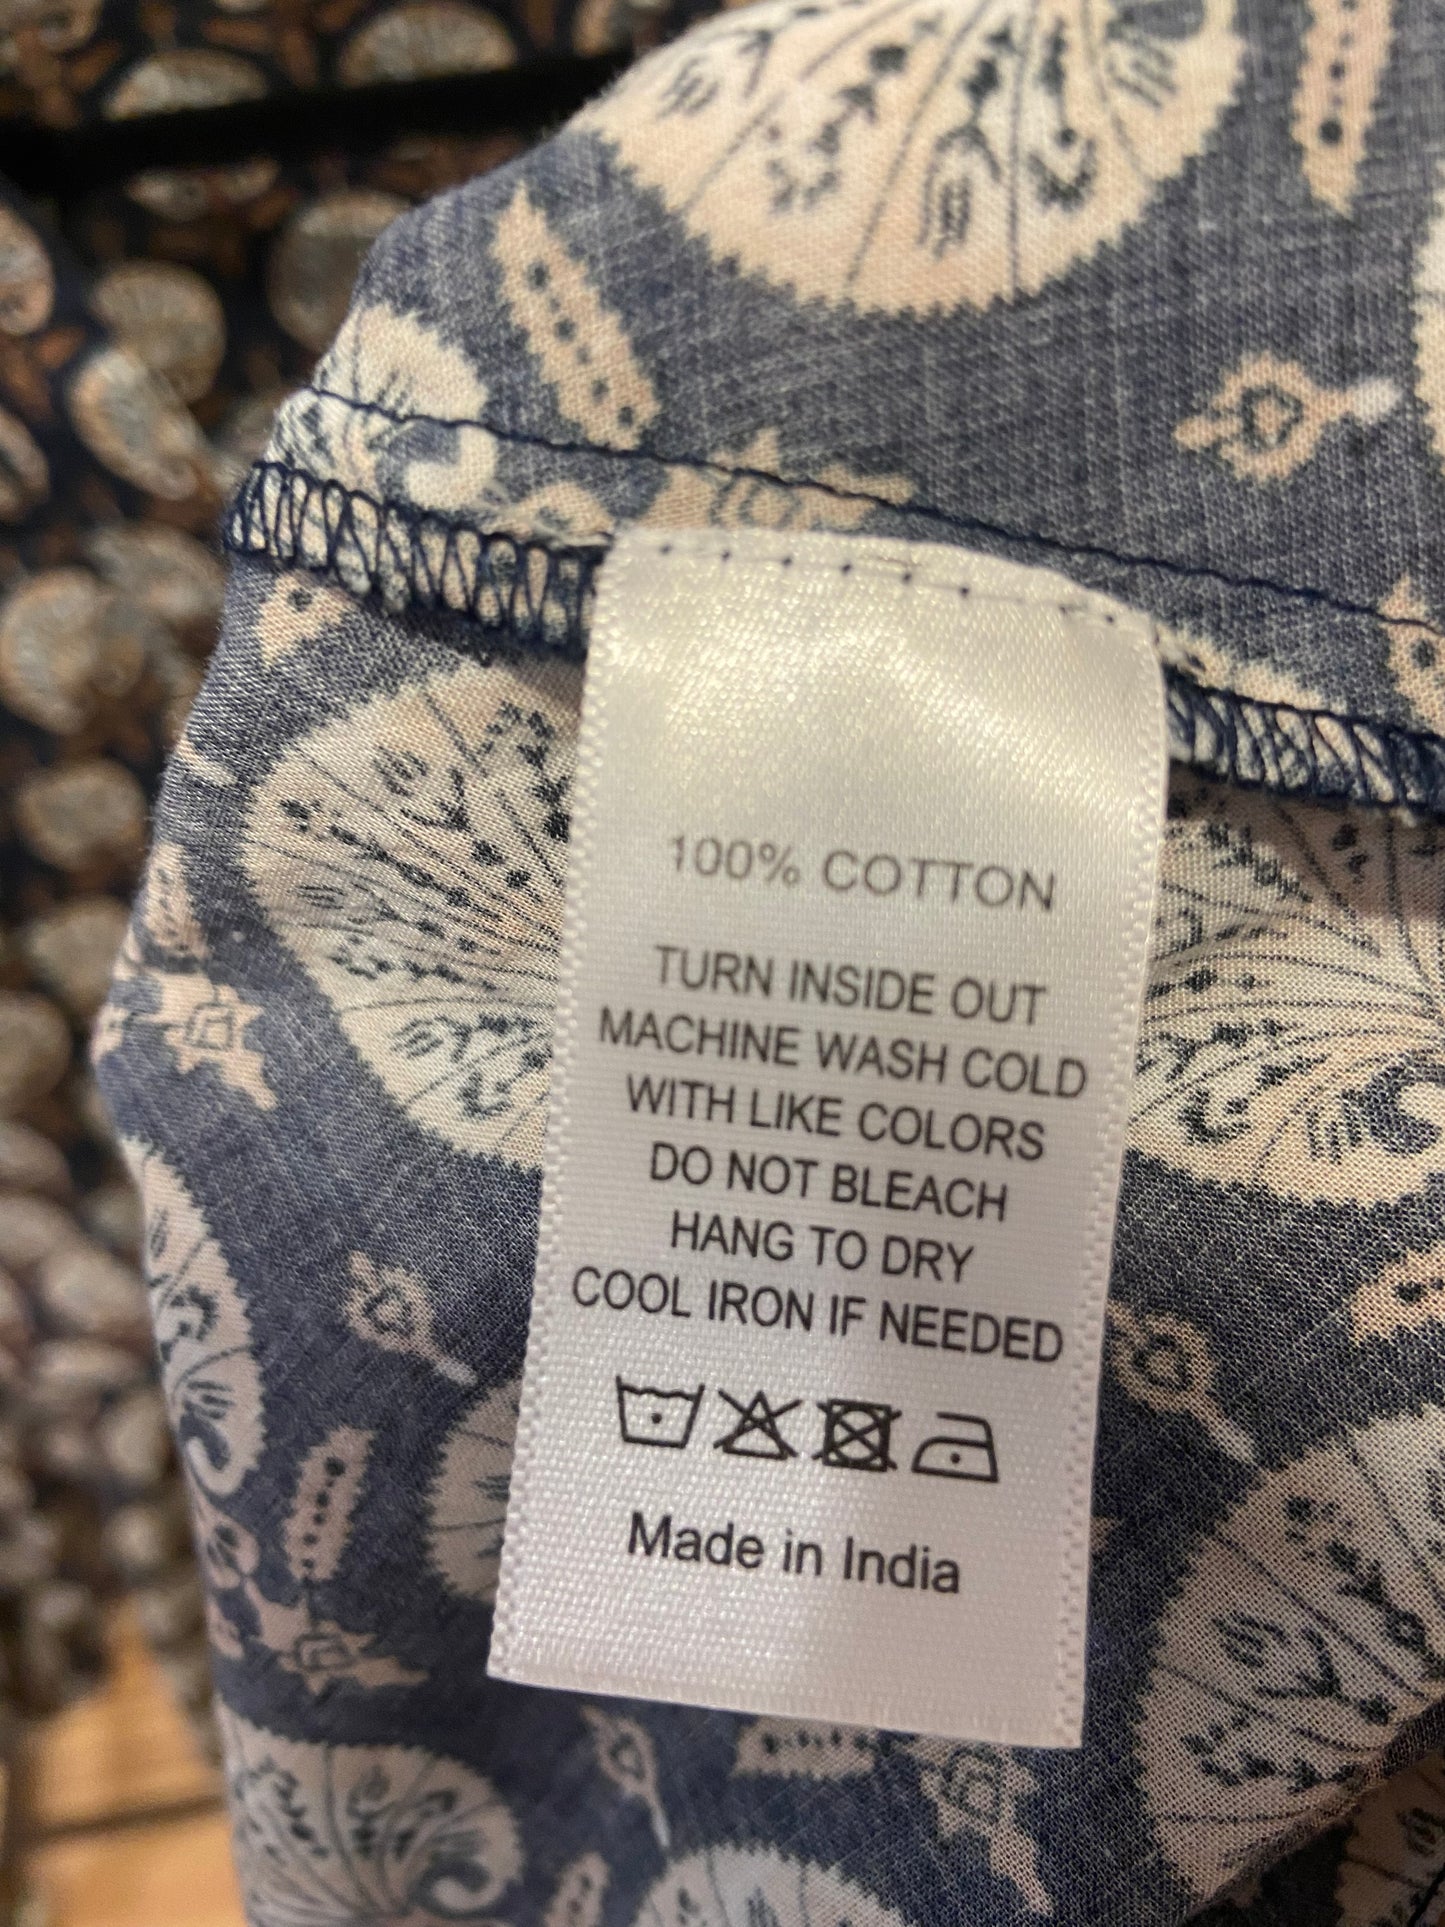 100% COTTON
TURN INSIDE OUT
MACHINE WASH COLD
WITH LIKE COLORS
DO NOT BLEACH
HANG TO DRY
COOL IRON IF NEEDED
Made in India